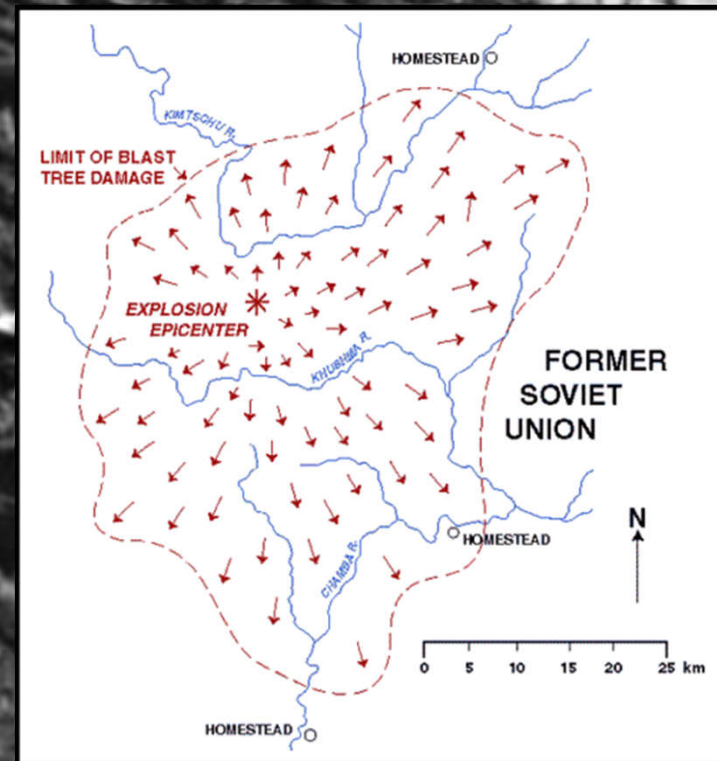 HOMESTEAD
KIMTSCHU R.
LIMIT OF BLAST
TREE DAMAGE
EXPLOSION
EPICENTER
KHUSHMA R.
FORMER
SOVIET
UNION
N
HOMESTEAD
CHAMBA R.
0 5 10 15 20 25 km
HOMESTEAD